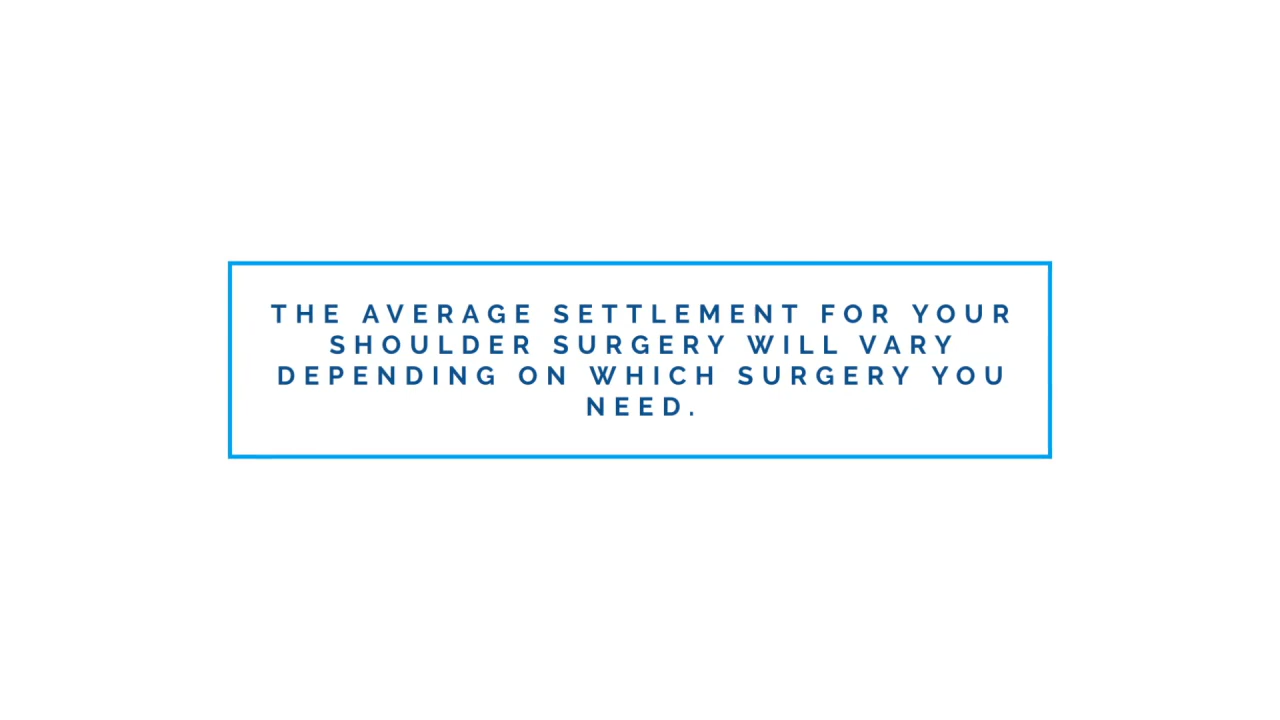 THE AVERAGE SETTLEMENT FOR YOUR
SHOULDER SURGERY WILL VARY
DEPENDING ON WHICH SURGERY YOU
NEED.